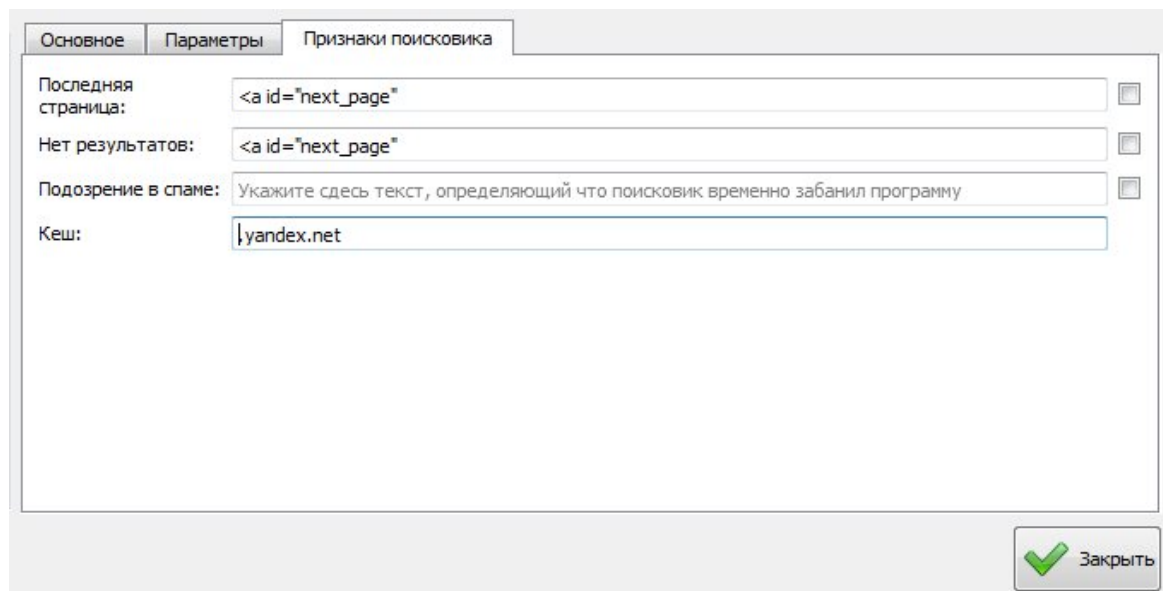 Основное Параметры Признаки поисковика
Последняя
страница:
<a id="next_page"
Нет результатов: <a id="next_page"
Подозрение в спаме: Укажите сдесь текст, определяющий что поисковик временно забанил программу
Кеш: .yandex.net
Закрыть